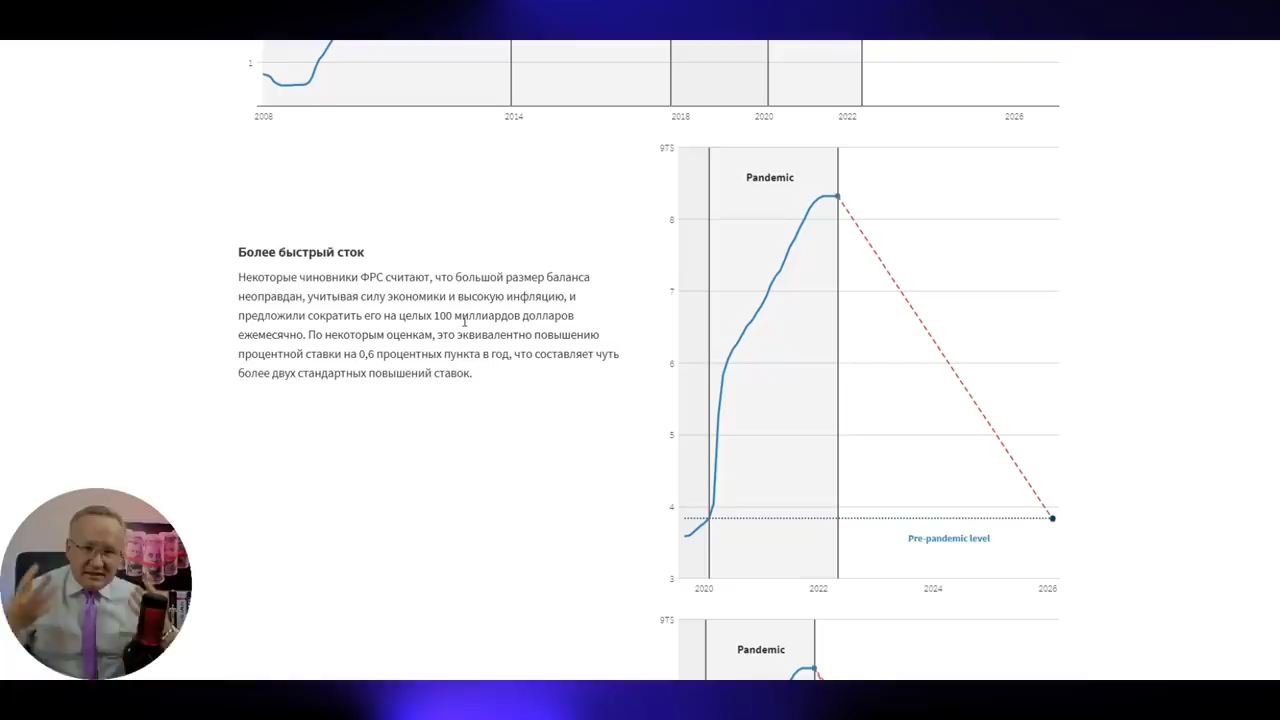 1
2008 2014 2018 2020 2022 2026
9T$
Pandemic
8
7
6
5
4
Pre-pandemic level
3
2020 2022 2024 2026
Более быстрый сток
Некоторые чиновники ФРС считают, что большой размер баланса
неоправдан, учитывая силу экономики и высокую инфляцию, и
предложили сократить его на целых 100 миллиардов долларов
ежемесячно. По некоторым оценкам, это эквивалентно повышению
процентной ставки на 0,6 процентных пункта в год, что составляет чуть
более двух стандартных повышений ставок.
9T$
Pandemic